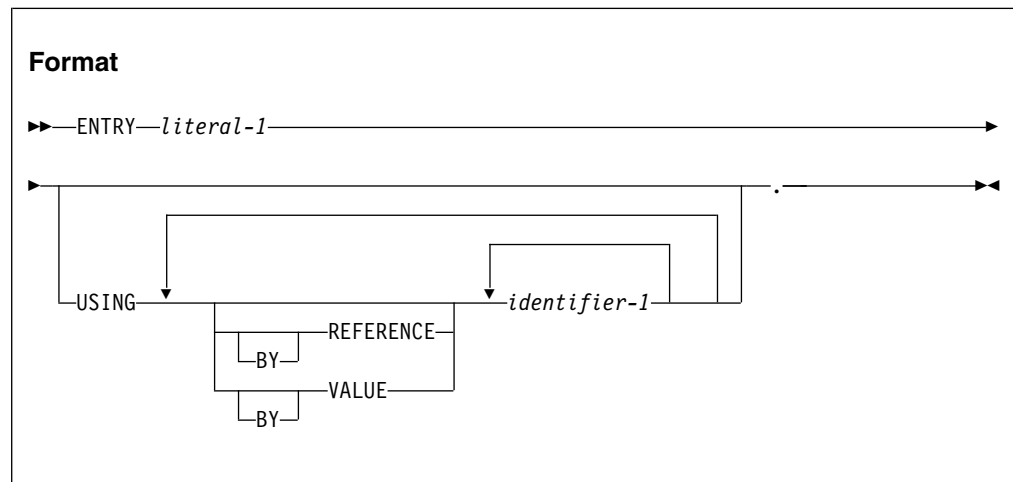 Format
ENTRY literal-1
.
USING identifier-1
REFERENCE
BY
VALUE
BY